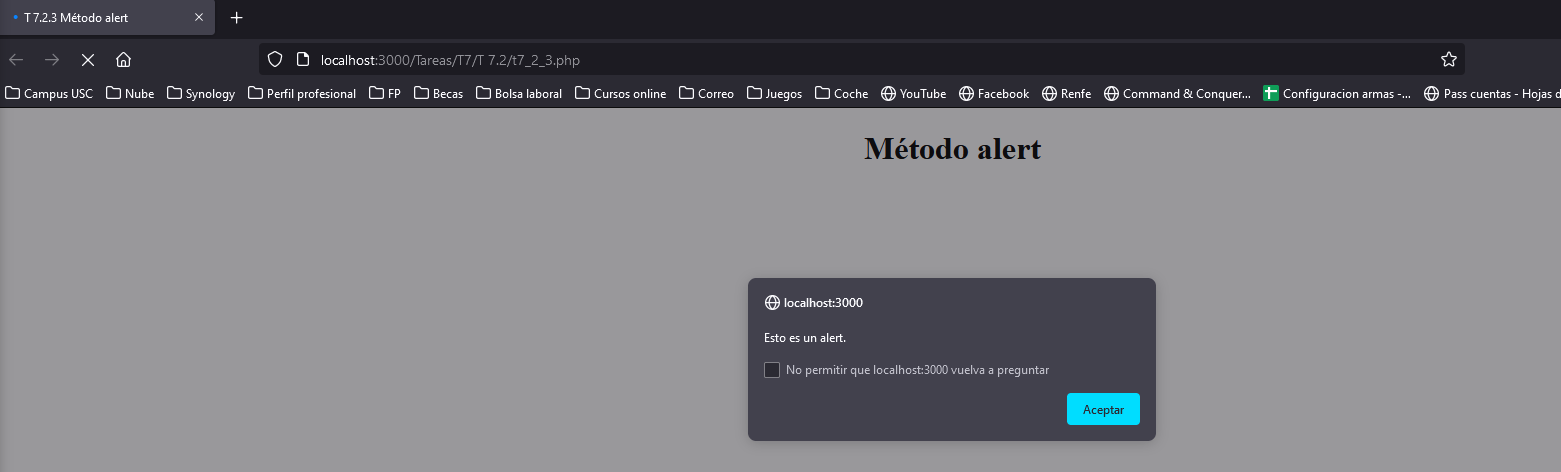 T 7.2.3 Método alert
localhost:3000/Tareas/T7/T 7.2/t7_2_3.php
Campus USC Nube Synology Perfil profesional FP Becas Bolsa laboral Cursos online Correo Juegos Coche YouTube Facebook Renfe Command & Conquer... Configuracion armas -... Pass cuentas - Hojas d
Método alert
localhost:3000
Esto es un alert.
No permitir que localhost:3000 vuelva a preguntar
Aceptar